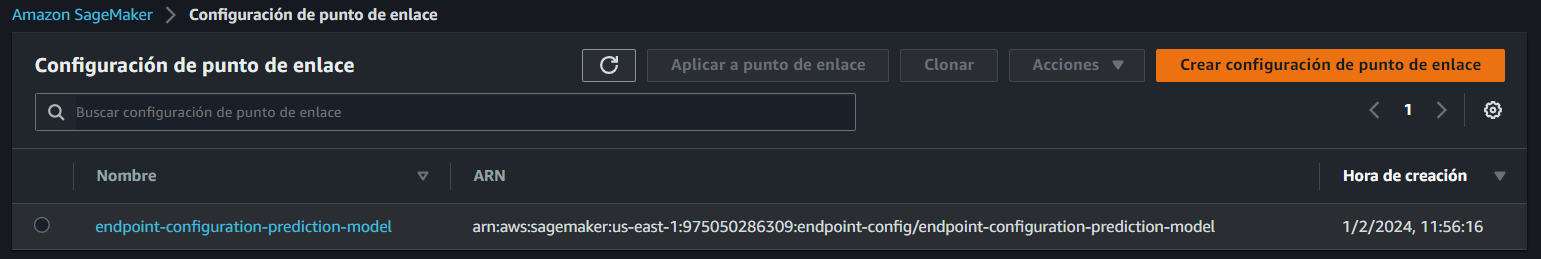 Amazon SageMaker > Configuración de punto de enlace
Configuración de punto de enlace Aplicar a punto de enlace Clonar Acciones Crear configuración de punto de enlace
Buscar configuración de punto de enlace 1
Nombre ARN Hora de creación
endpoint-configuration-prediction-model arn:aws:sagemaker:us-east-1:975050286309:endpoint-config/endpoint-configuration-prediction-model 1/2/2024, 11:56:16